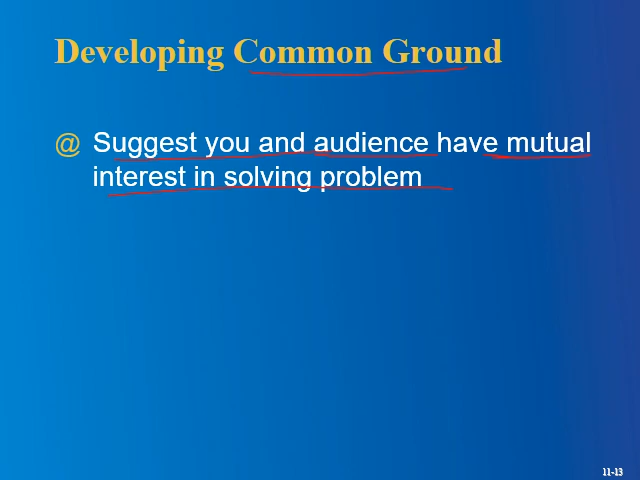 Developing Common Ground
@ Suggest you and audience have mutual
interest in solving problem
11-13